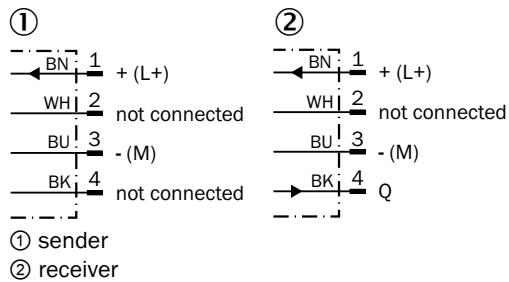 ① ②
BN 1 + (L+) BN 1 + (L+)
WH 2 not connected WH 2 not connected
BU 3 - (M) BU 3 - (M)
BK 4 not connected BK 4 Q
① sender
② receiver